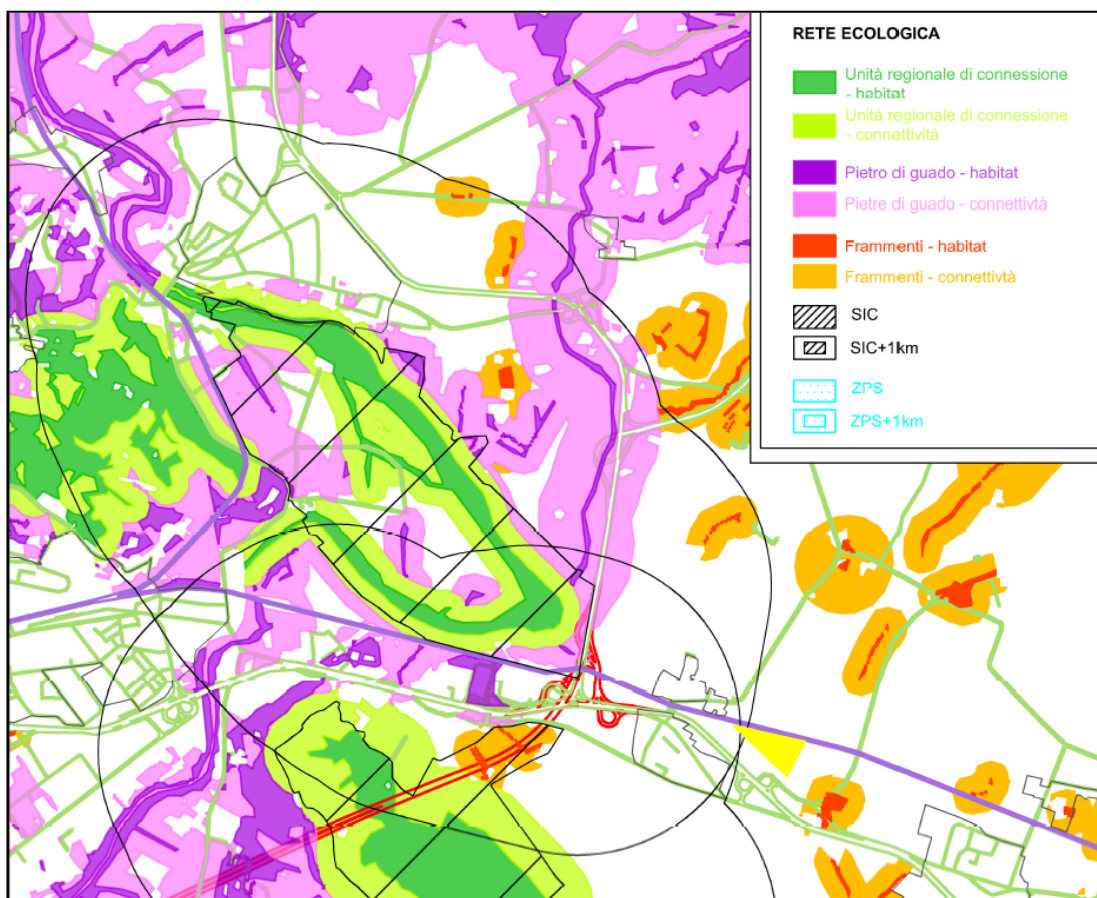 RETE ECOLOGICA
Unità regionale di connessione
- habitat
Unità regionale di connessione
- connettività
Pietro di guado - habitat
Pietre di guado - connettivtà
Frammenti - habitat
Frammenti - connettivtà
SIC
SIC+1km
ZPS
ZPS+1km